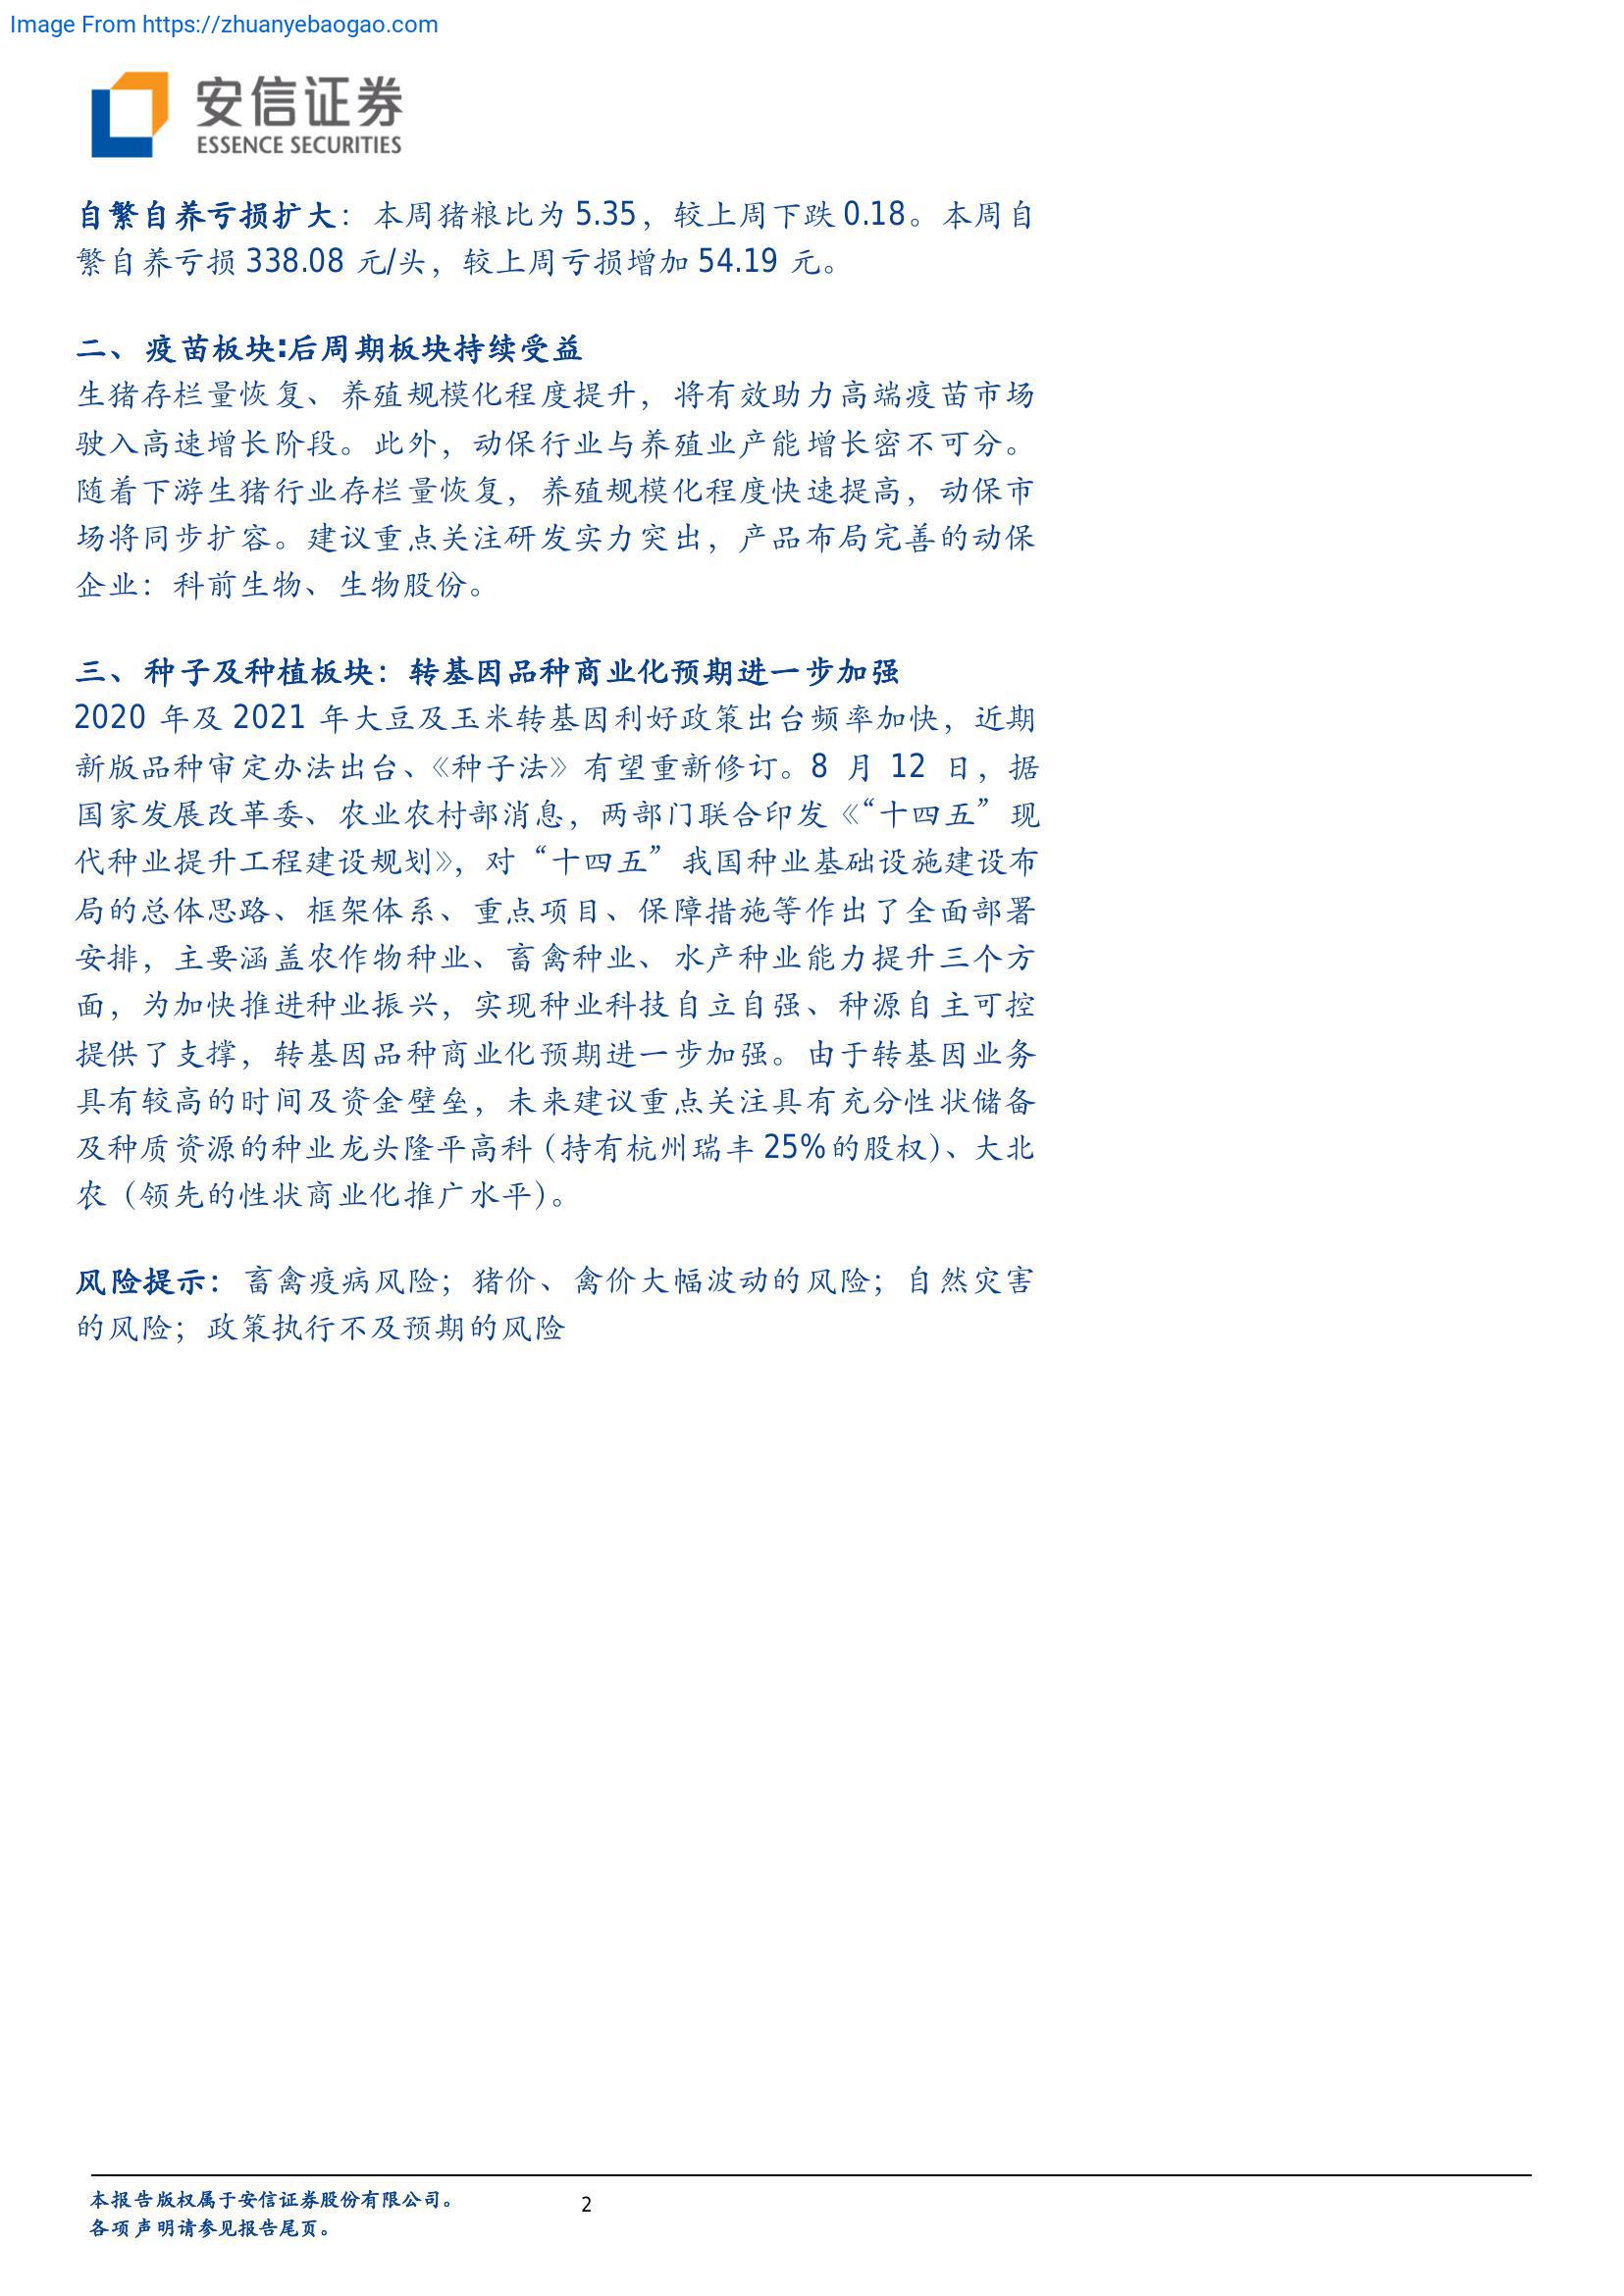 Image From https://zhuanyebaogao.com
安信证券
ESSENCE SECURITIES
自繁自养亏损扩大：本周猪粮比为 5.35，较上周下跌 0.18。本周自
繁自养亏损 338.08 元/头，较上周亏损增加 54.19 元。
二、疫苗板块:后周期板块持续受益
生猪存栏量恢复、养殖规模化程度提升，将有效助力高端疫苗市场
驶入高速增长阶段。此外，动保行业与养殖业产能增长密不可分。
随着下游生猪行业存栏量恢复，养殖规模化程度快速提高，动保市
场将同步扩容。建议重点关注研发实力突出，产品布局完善的动保
企业：科前生物、生物股份。
三、种子及种植板块：转基因品种商业化预期进一步加强
2020 年及 2021 年大豆及玉米转基因利好政策出台频率加快，近期
新版品种审定办法出台、《种子法》有望重新修订。8 月 12 日，据
国家发展改革委、农业农村部消息，两部门联合印发《“十四五”现
代种业提升工程建设规划》，对“十四五”我国种业基础设施建设布
局的总体思路、框架体系、重点项目、保障措施等作出了全面部署
安排，主要涵盖农作物种业、畜禽种业、水产种业能力提升三个方
面，为加快推进种业振兴，实现种业科技自立自强、种源自主可控
提供了支撑，转基因品种商业化预期进一步加强。由于转基因业务
具有较高的时间及资金壁垒，未来建议重点关注具有充分性状储备
及种质资源的种业龙头隆平高科（持有杭州瑞丰 25%的股权）、大北
农（领先的性状商业化推广水平）。
风险提示：畜禽疫病风险；猪价、禽价大幅波动的风险；自然灾害
的风险；政策执行不及预期的风险
本报告版权属于安信证券股份有限公司。
各项声明请参见报告尾页。
2